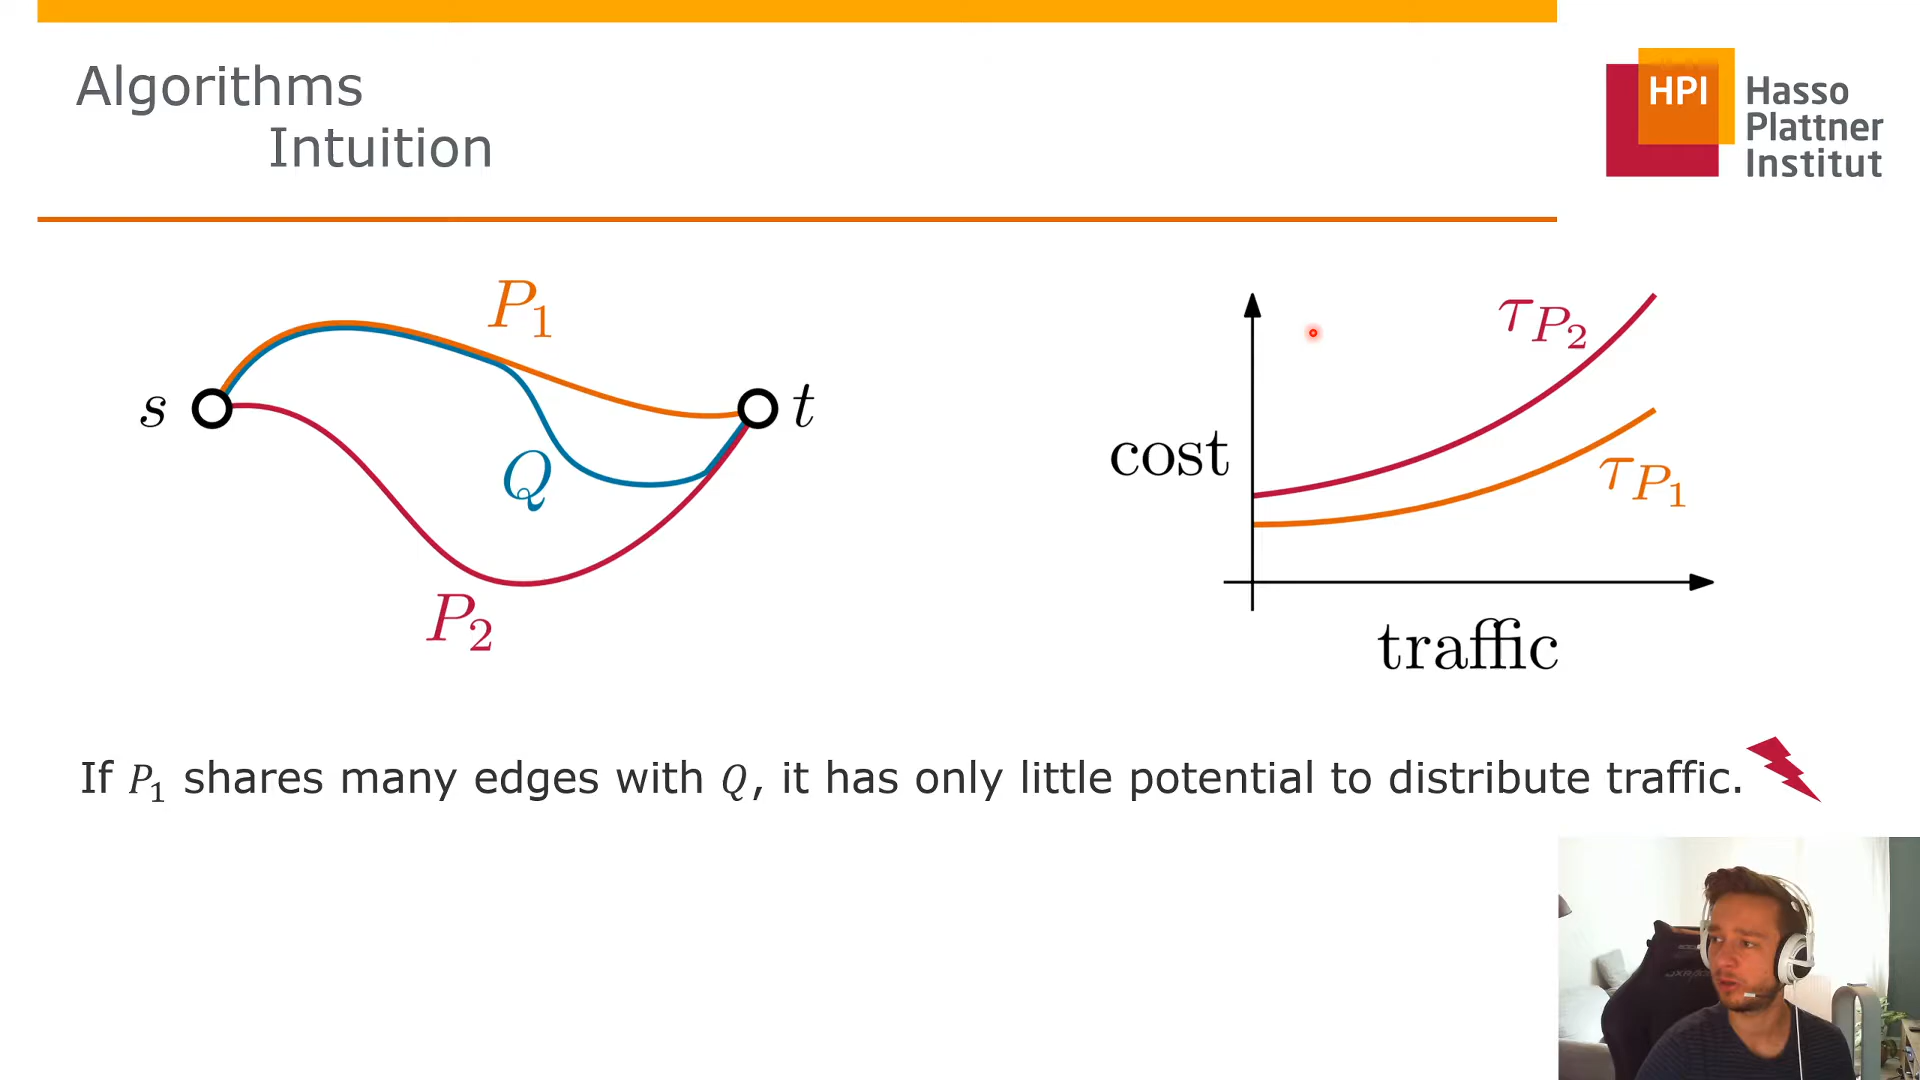 Algorithms
Intuition
HPI Hasso
Plattner
Institut
P₁
s
t
Q
P₂
τ_P₂
cost
τ_P₁
traffic
If P₁ shares many edges with Q, it has only little potential to distribute traffic.